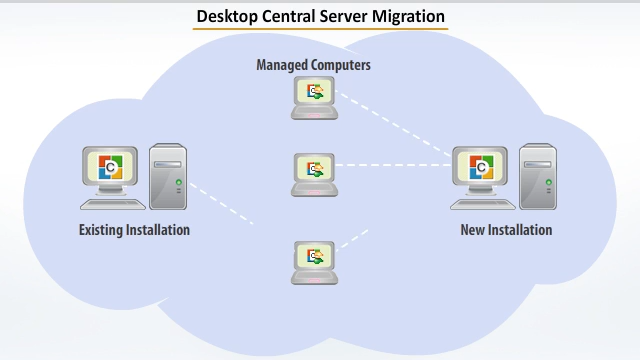 Desktop Central Server Migration
Managed Computers
C
C
Existing Installation
New Installation